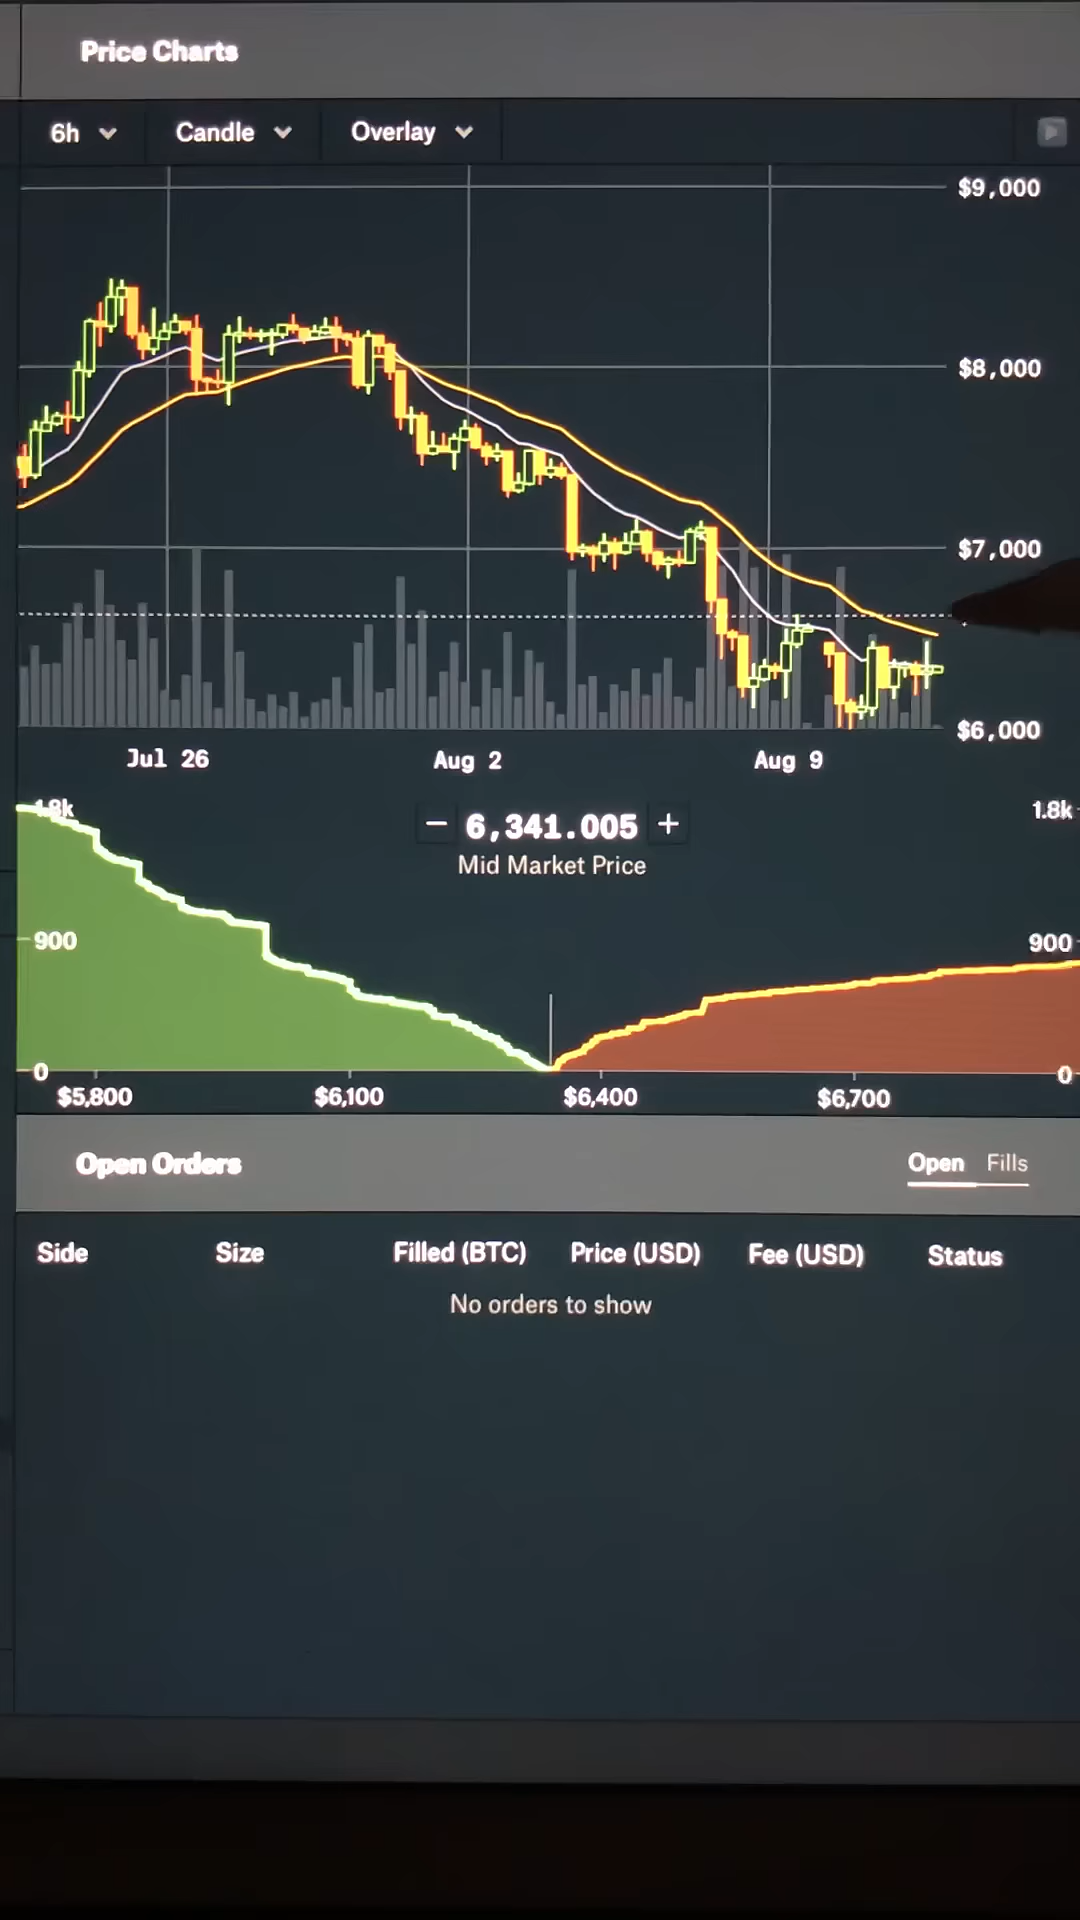 Price Charts
6h Candle Overlay
$9,000
$8,000
$7,000
$6,000
Jul 26 Aug 2 Aug 9
1.8k 1.8k
6,341.005
Mid Market Price
900 900
0 0
$5,800 $6,100 $6,400 $6,700
Open Orders Open Fills
Side Size Filled (BTC) Price (USD) Fee (USD) Status
No orders to show